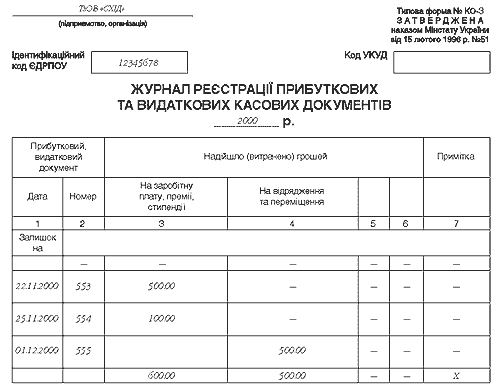 ТзОВ «СХІД»
(підприємство, організація)
Типова форма № КО-3
ЗАТВЕРДЖЕНА
наказом Мінстату України
від 15 лютого 1996 р. №51
Ідентифікаційний
код ЄДРПОУ
12345678
Код УКУД
ЖУРНАЛ РЕЄСТРАЦІЇ ПРИБУТКОВИХ
ТА ВИДАТКОВИХ КАСОВИХ ДОКУМЕНТІВ
2000 р.
Прибутковий, видатковий документ
Надійшло (витрачено) грошей
Примітка
Дата
Номер
На заробітну плату, премії, стипендії
На відрядження та переміщення
1 2 3 4 5 6 7
Залишок на
– – – – – –
22.11.2000 553 500.00 – – – –
25.11.2000 554 100.00 – – – –
01.12.2000 555 500.00 – – –
600.00 500.00 – – X